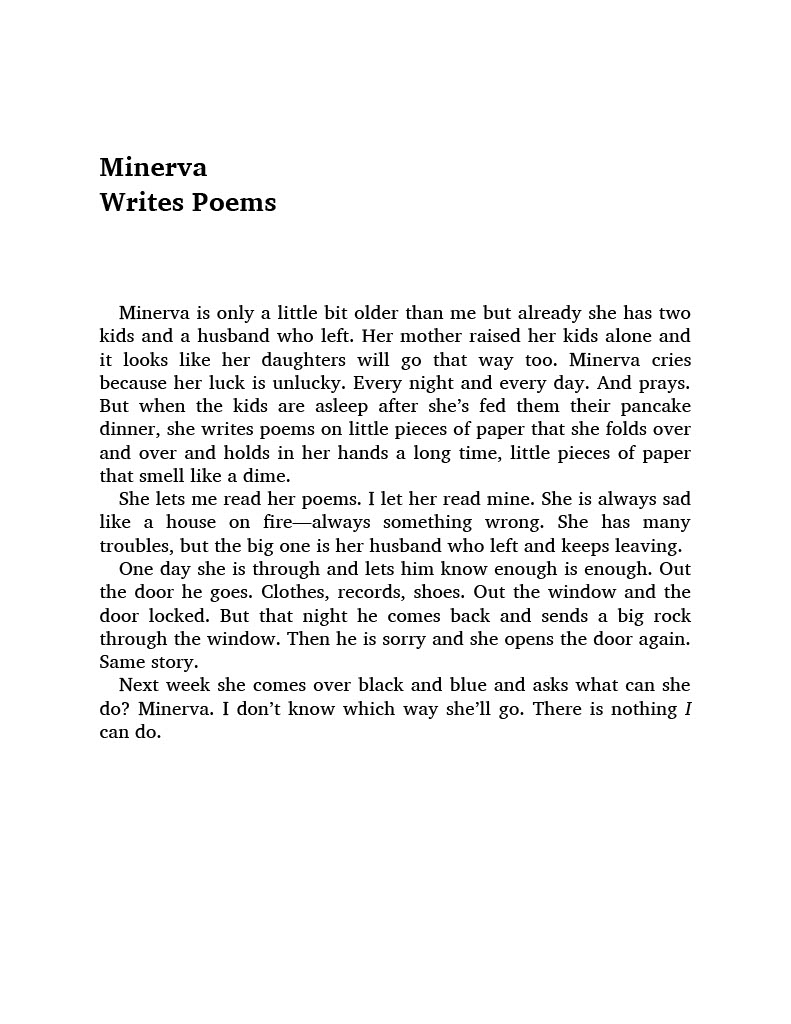 Minerva
Writes Poems
Minerva is only a little bit older than me but already she has two
kids and a husband who left. Her mother raised her kids alone and
it looks like her daughters will go that way too. Minerva cries
because her luck is unlucky. Every night and every day. And prays.
But when the kids are asleep after she’s fed them their pancake
dinner, she writes poems on little pieces of paper that she folds over
and over and holds in her hands a long time, little pieces of paper
that smell like a dime.
She lets me read her poems. I let her read mine. She is always sad
like a house on fire—always something wrong. She has many
troubles, but the big one is her husband who left and keeps leaving.
One day she is through and lets him know enough is enough. Out
the door he goes. Clothes, records, shoes. Out the window and the
door locked. But that night he comes back and sends a big rock
through the window. Then he is sorry and she opens the door again.
Same story.
Next week she comes over black and blue and asks what can she
do? Minerva. I don’t know which way she’ll go. There is nothing I
can do.